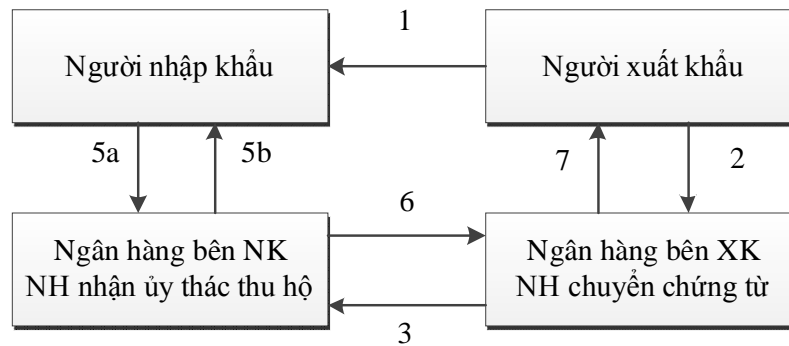 1
Người nhập khẩu
Người xuất khẩu
5a
5b
7
2
6
Ngân hàng bên NK
NH nhận ủy thác thu hộ
Ngân hàng bên XK
NH chuyển chứng từ
3